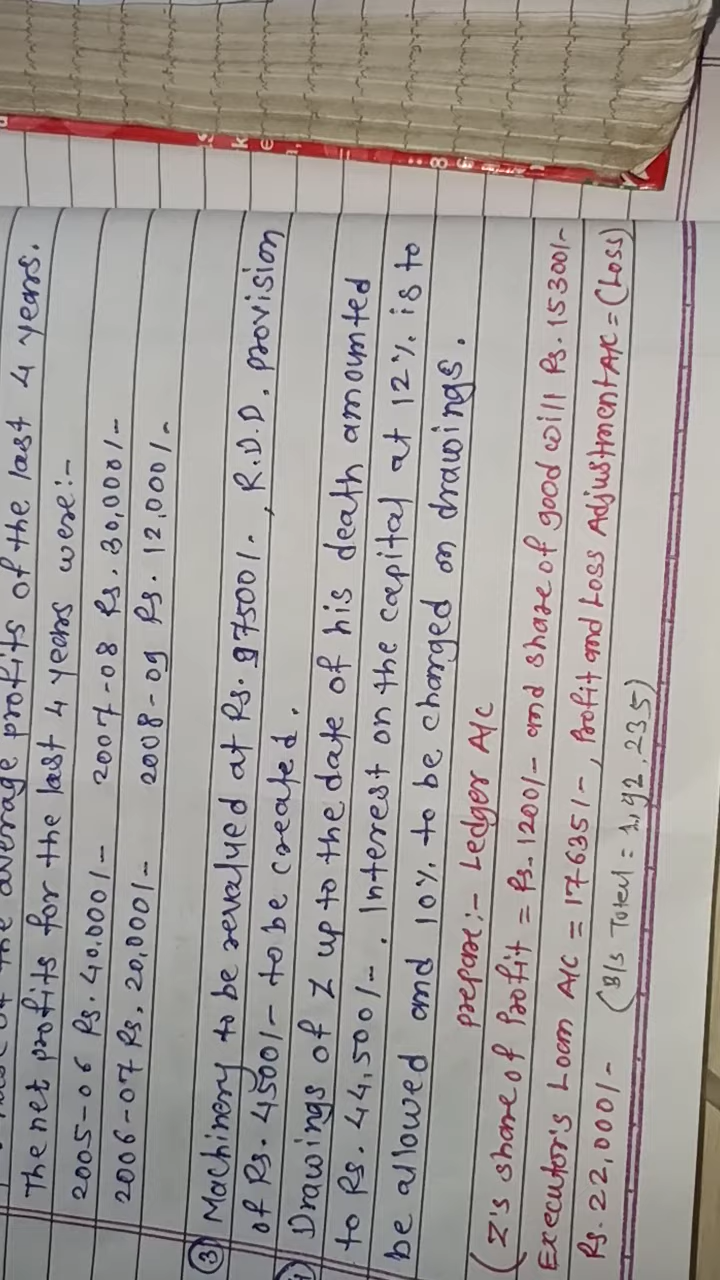 the average profits of the last 4 years.
The net profits for the last 4 years were:-
2005-06 Rs. 40,000/- 2007-08 Rs. 30,000/-
2006-07 Rs. 20,000/- 2008-09 Rs. 12,000/-
(3) Machinery to be revalued at Rs. 97500/-, R.D.D. provision
of Rs. 4500/- to be created.
Drawings of Z up to the date of his death amounted
to Rs. 44,500/-. Interest on the capital at 12% is to
be allowed and 10% to be charged on drawings.
prepare:- Ledger A/c
(Z's share of Profit = Rs. 1200/- and share of good will Rs. 15300/-
Executor's Loan A/c = 17635/-, Profit and Loss Adjustment A/c = (Loss)
Rs. 22,000/- (B/s Total = 1,92,235)